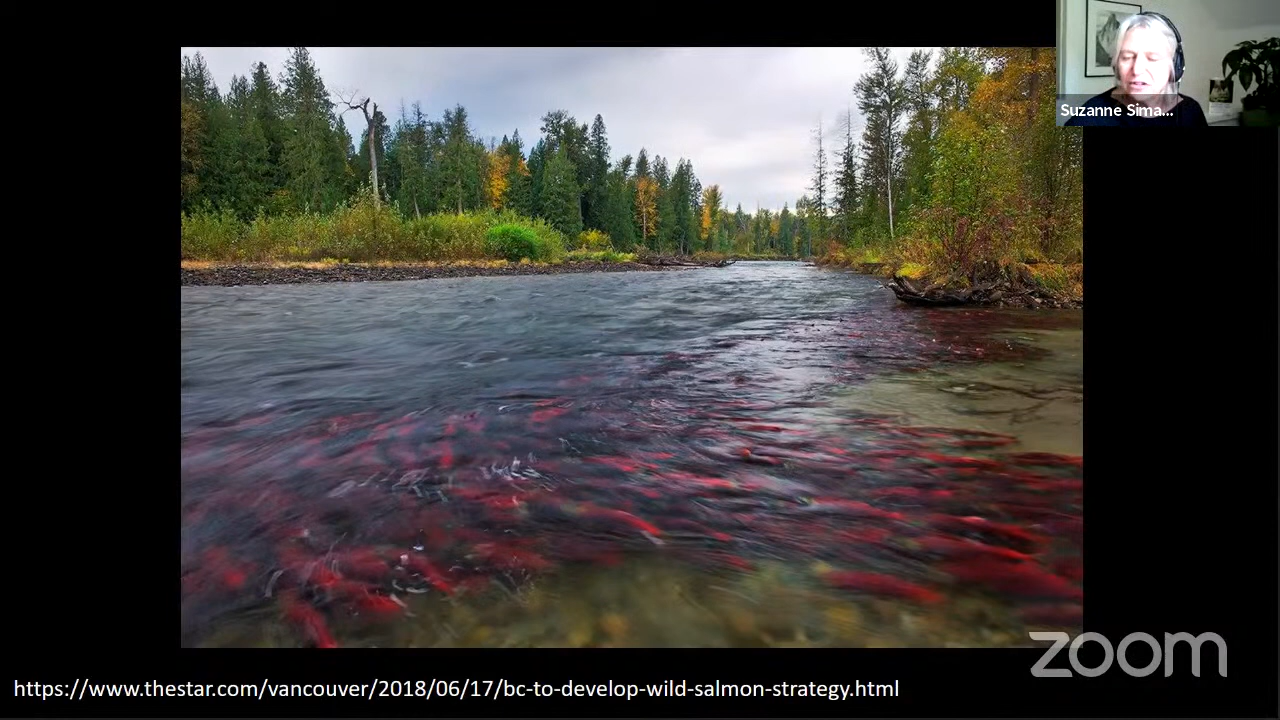 Suzanne Sima...
zoom
https://www.thestar.com/vancouver/2018/06/17/bc-to-develop-wild-salmon-strategy.html